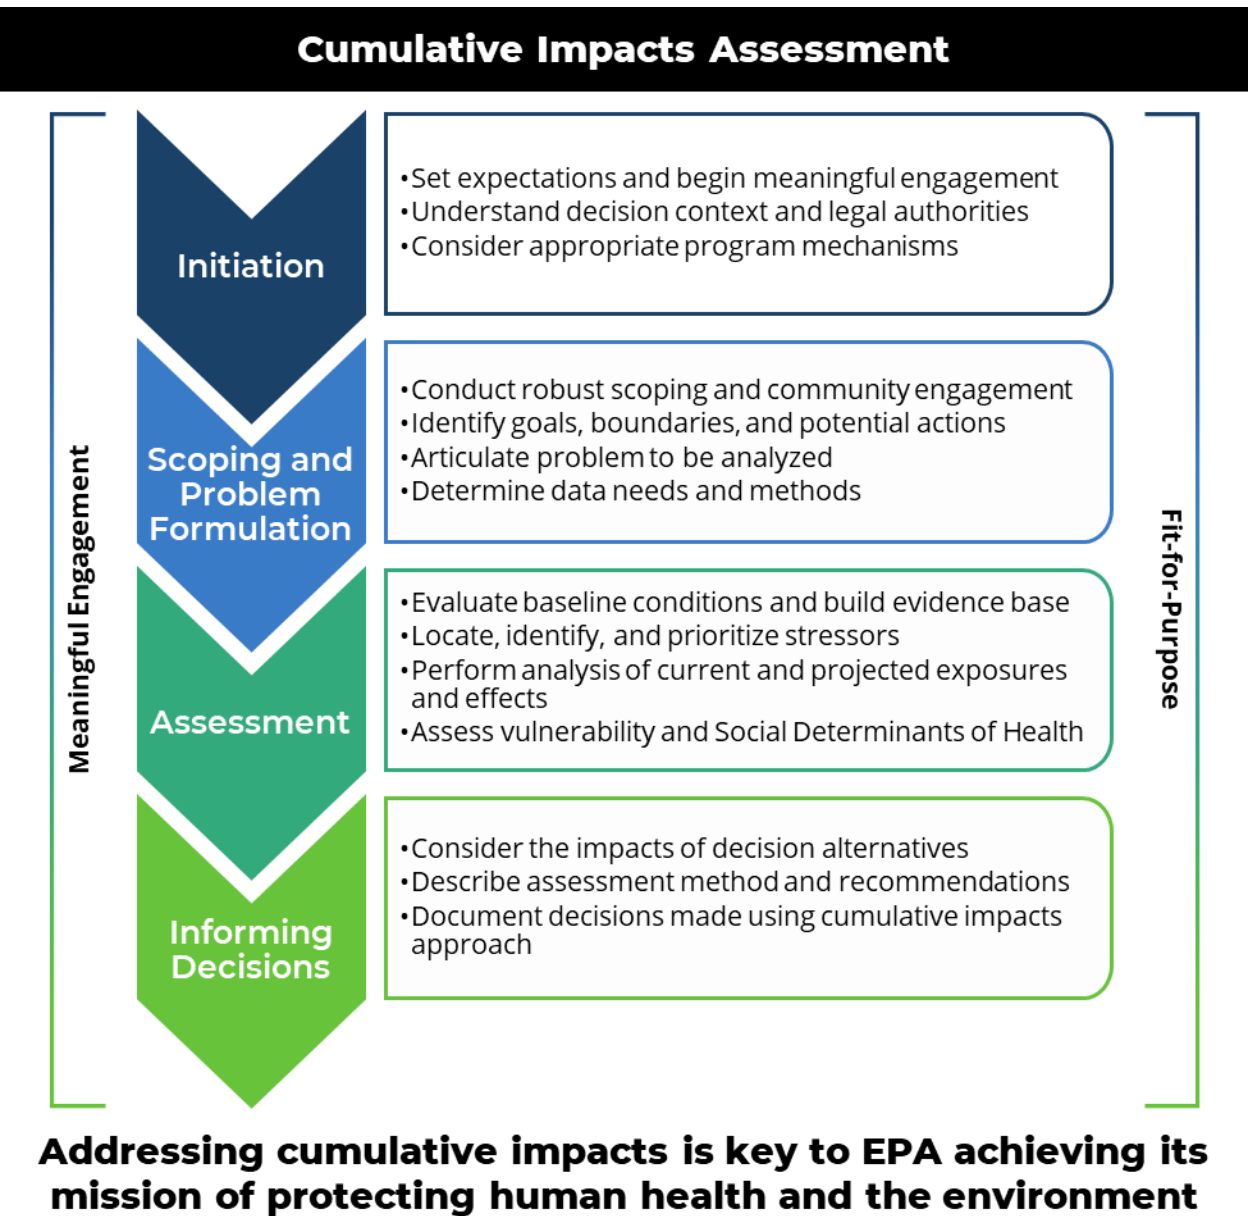 Cumulative Impacts Assessment
Meaningful Engagement
Initiation
•Set expectations and begin meaningful engagement
•Understand decision context and legal authorities
•Consider appropriate program mechanisms
Scoping and
Problem
Formulation
•Conduct robust scoping and community engagement
•Identify goals, boundaries, and potential actions
•Articulate problem to be analyzed
•Determine data needs and methods
Assessment
•Evaluate baseline conditions and build evidence base
•Locate, identify, and prioritize stressors
•Perform analysis of current and projected exposures
and effects
•Assess vulnerability and Social Determinants of Health
Informing
Decisions
•Consider the impacts of decision alternatives
•Describe assessment method and recommendations
•Document decisions made using cumulative impacts
approach
Fit-for-Purpose
Addressing cumulative impacts is key to EPA achieving its
mission of protecting human health and the environment